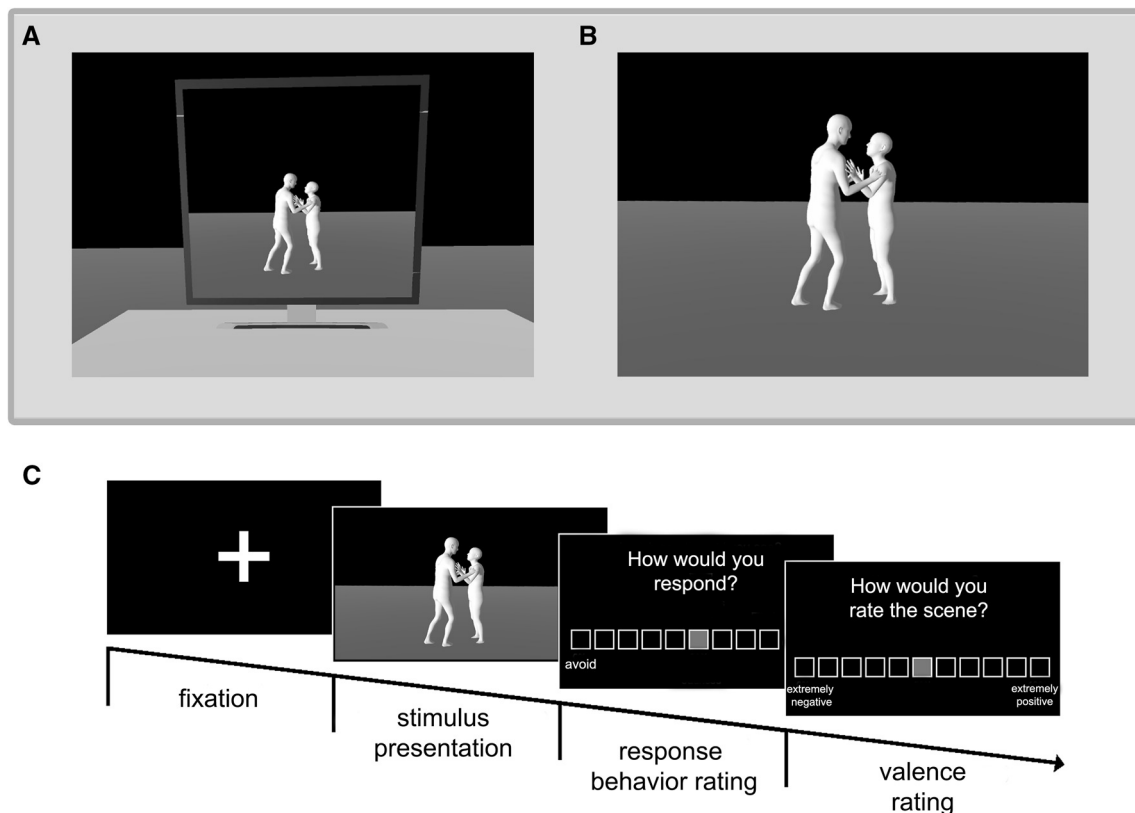 A
B
C
How would you
respond?
avoid
How would you
rate the scene?
extremely
negative
extremely
positive
fixation
stimulus
presentation
response
behavior rating
valence
rating